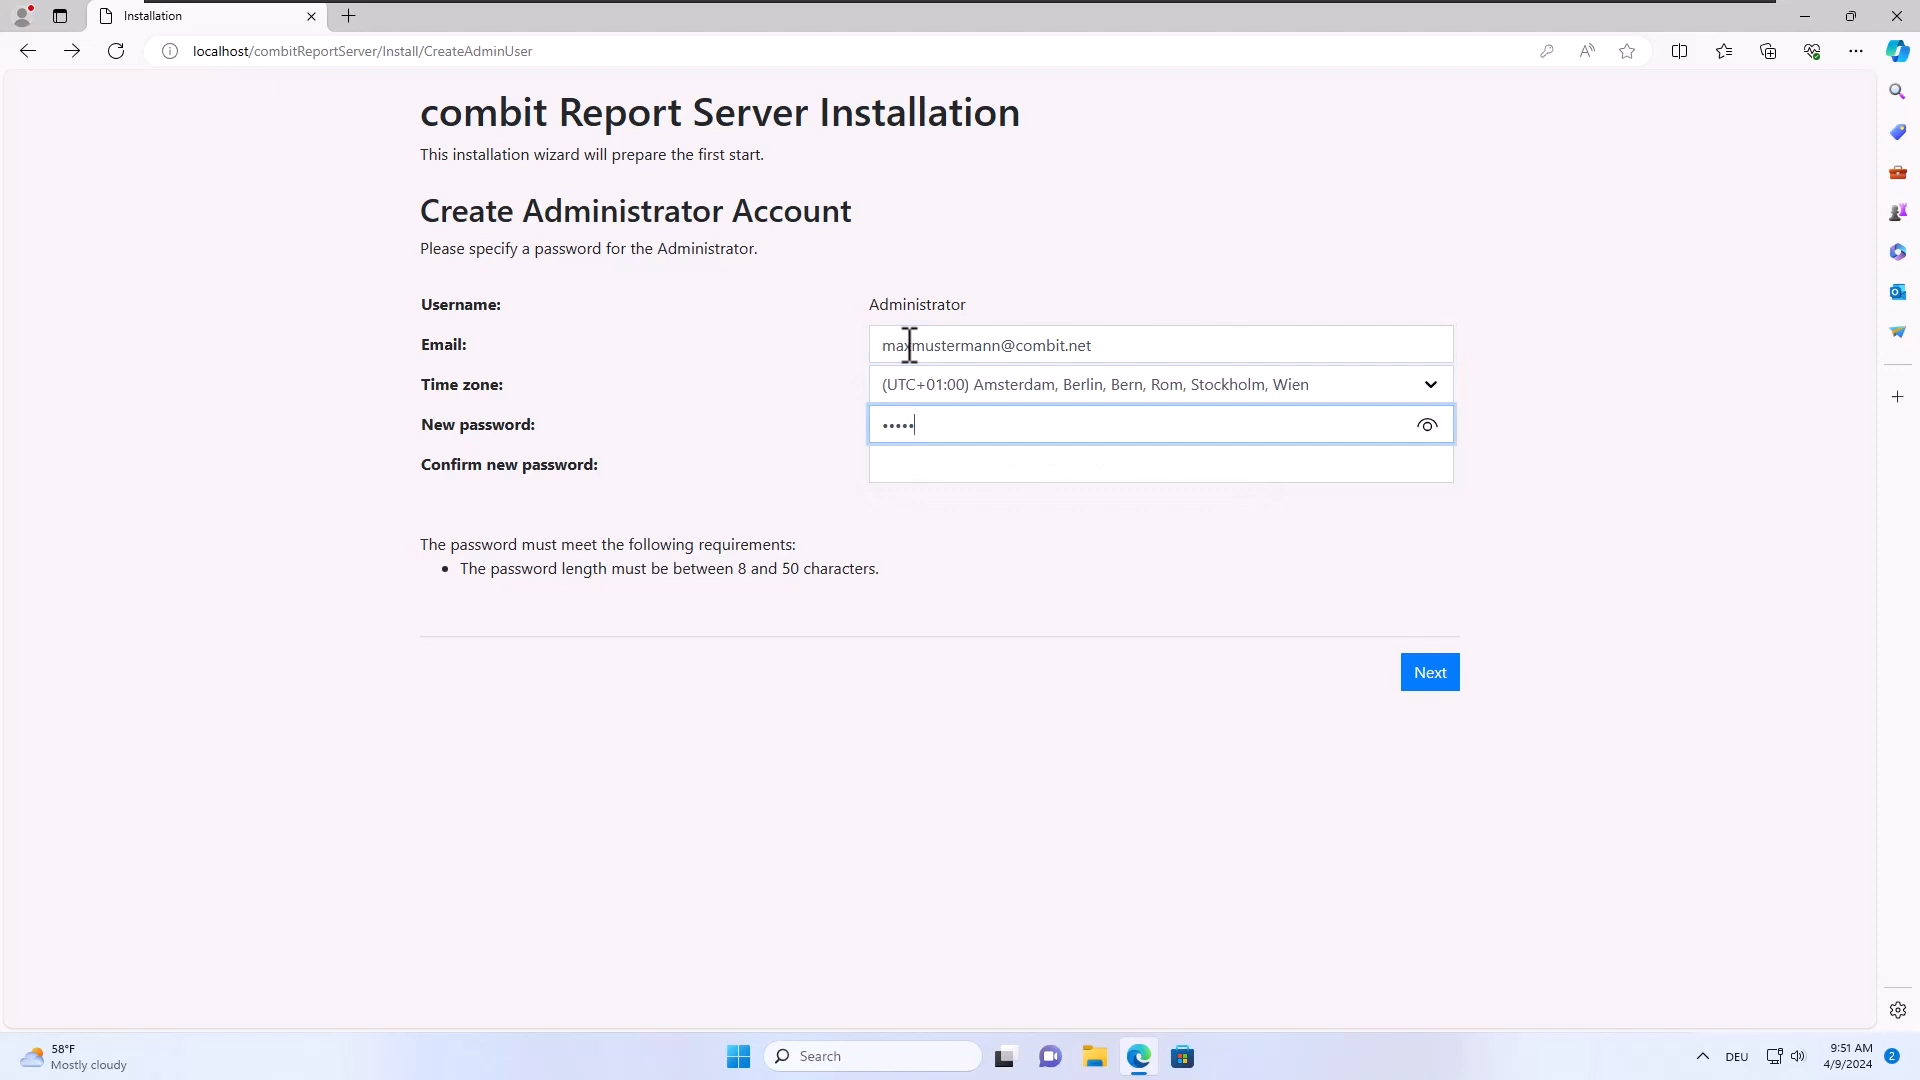 Installation
localhost/combitReportServer/Install/CreateAdminUser
combit Report Server Installation
This installation wizard will prepare the first start.
Create Administrator Account
Please specify a password for the Administrator.
Username:
Administrator
Email:
maxmustermann@combit.net
Time zone:
(UTC+01:00) Amsterdam, Berlin, Bern, Rom, Stockholm, Wien
New password:
•••••
Confirm new password:
The password must meet the following requirements:
• The password length must be between 8 and 50 characters.
Next
58°F
Mostly cloudy
Search
DEU
9:51 AM
4/9/2024
2